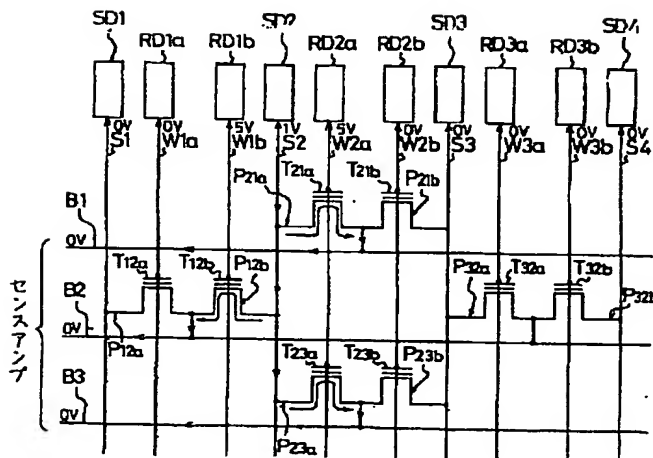 SD1 SD2 SD3 SD4
RD1a RD1b RD2a RD2b RD3a RD3b
0V 0V 5V 1V 5V 0V 0V 0V 0V 0V
S1 W1a W1b S2 W2a W2b S3 W3a W3b S4
T21a T21b
P21a P21b
B1
0V
T12a T12b P12b P32a T32a T32b
B2
0V
P12a P32b
T23a T23b P23b
B3
0V
P23a
センスアンプ